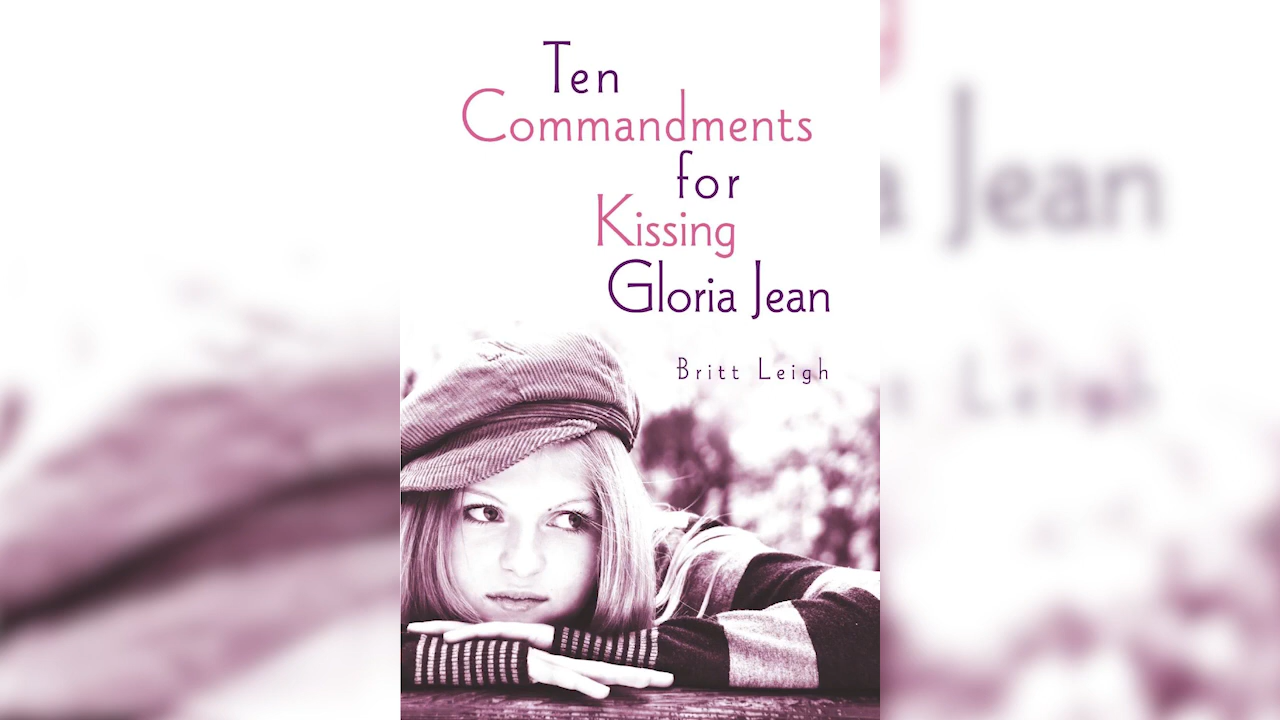 Ten
Commandments
for
Kissing
Gloria Jean
Britt Leigh